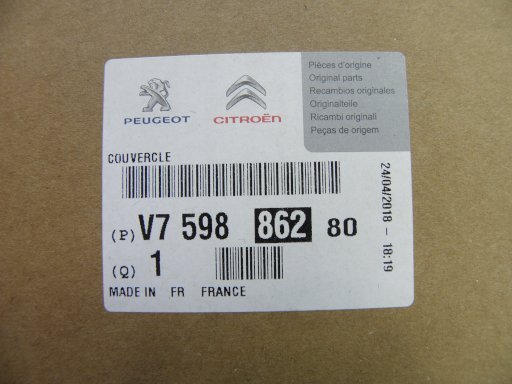 Pièces d'origine
Original parts
Recambios originales
Originalteile
Ricambi originali
Peças de origem
PEUGEOT CITROËN
COUVERCLE
(P) V7 598 862 80
(Q) 1
MADE IN FR FRANCE
24/04/2018 - 18:19